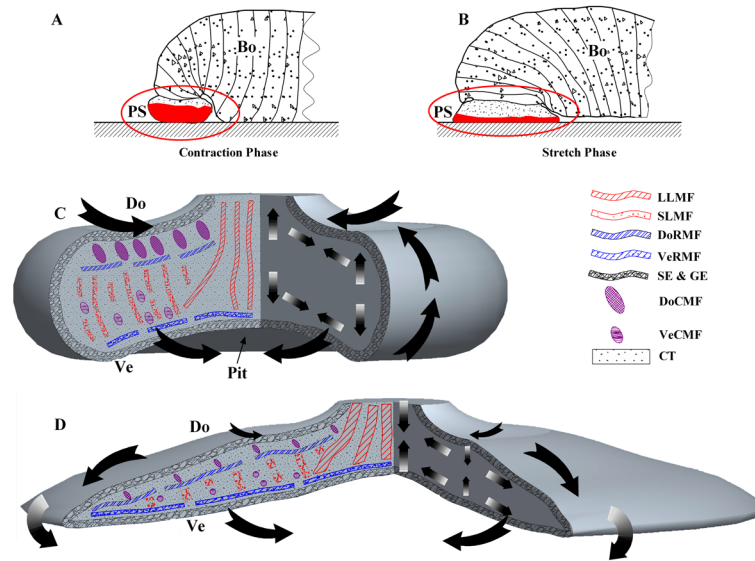 A
Bo
PS
Contraction Phase
B
Bo
PS
Stretch Phase
C
Do
Ve
Pit
LLMF
SLMF
DoRMF
VeRMF
SE & GE
DoCMF
VeCMF
CT
D
Do
Ve